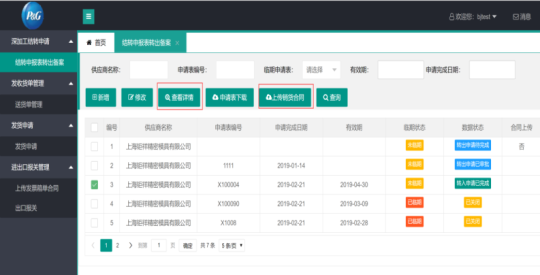 P&G
欢迎您: bjtest 消息
深加工结转申请
结转申报表转出备案
发收货单管理
送货单管理
发货申请
发货申请
进出口报关管理
上传发票箱单合同
出口报关
首页 结转申报表转出备案 ×
供应商名称: 申请表编号: 临期申请表: 请选择 有效期: 申请完成日期:
新增 修改 查看详情 申请表下载 上传销货合同 查询
编号 供应商名称 申请表编号 申请完成日期 有效期 临期状态 数据状态 合同上传
1 上海钜祥精密模具有限公司 未临期 转出申请待完成 否
2 上海钜祥精密模具有限公司 1111 2019-01-14 未临期 转出申请已审批
3 上海钜祥精密模具有限公司 X100004 2019-02-21 2019-04-30 未临期 转入申请已完成
4 上海钜祥精密模具有限公司 X100090 2019-02-21 2019-03-09 已临期 已关闭
5 上海钜祥精密模具有限公司 X1008 2019-02-21 2019-02-28 已临期 已关闭
1 2 到第 1 页 确定 共 7 条 5 条/页